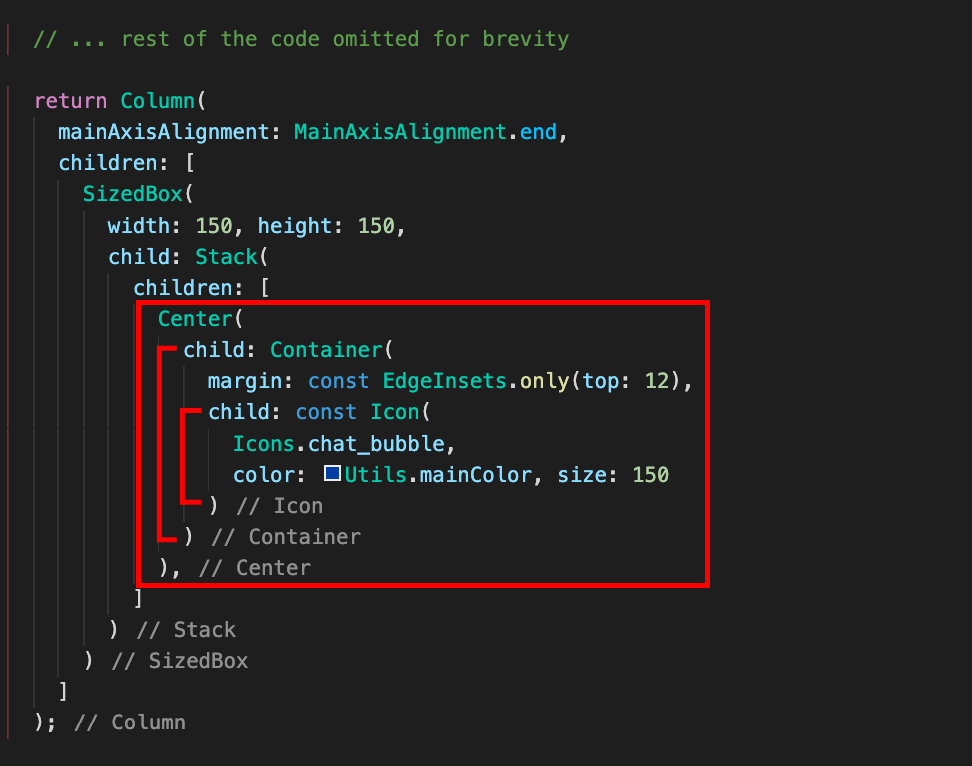 // ... rest of the code omitted for brevity
return Column(
mainAxisAlignment: MainAxisAlignment.end,
children: [
SizedBox(
width: 150, height: 150,
child: Stack(
children: [
Center(
child: Container(
margin: const EdgeInsets.only(top: 12),
child: const Icon(
Icons.chat_bubble,
color: Utils.mainColor, size: 150
) // Icon
) // Container
), // Center
]
) // Stack
) // SizedBox
]
); // Column